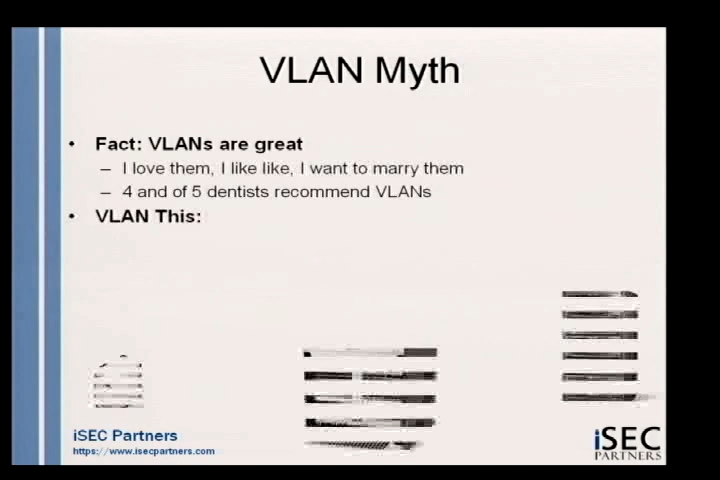 VLAN Myth
• Fact: VLANs are great
– I love them, I like like, I want to marry them
– 4 and of 5 dentists recommend VLANs
• VLAN This:
iSEC Partners
https://www.isecpartners.com
iSEC
PARTNERS